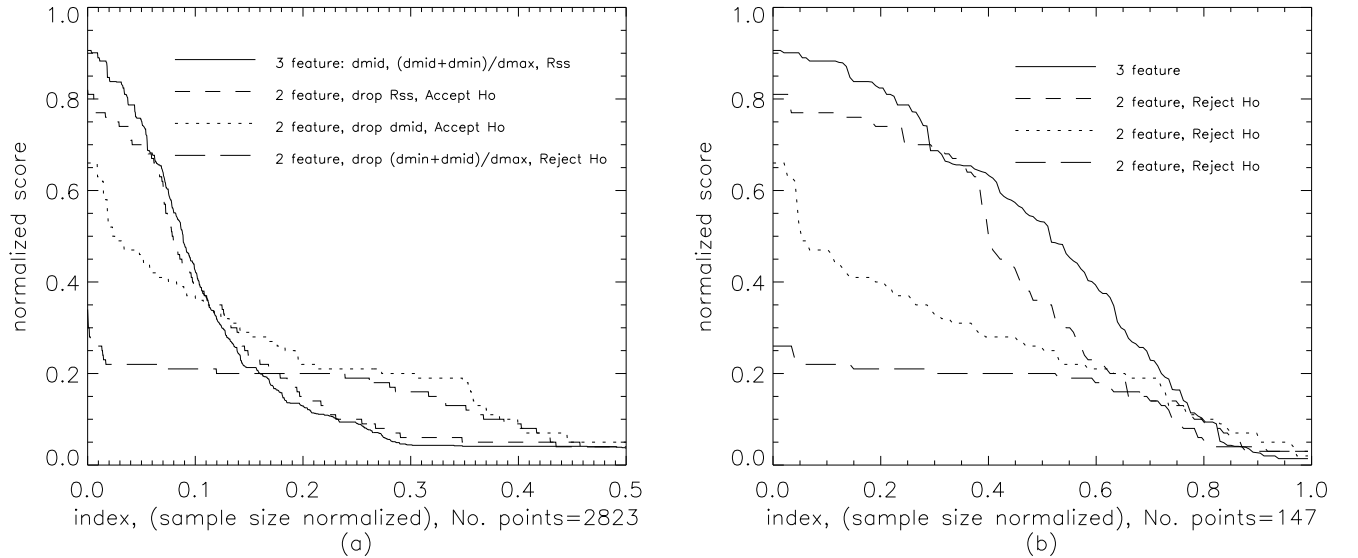 1.0
0.8
0.6
0.4
0.2
0.0
normalized score
3 feature: dmid, (dmid+dmin)/dmax, Rss
2 feature, drop Rss, Accept Ho
2 feature, drop dmid, Accept Ho
2 feature, drop (dmin+dmid)/dmax, Reject Ho
0.0 0.1 0.2 0.3 0.4 0.5
index, (sample size normalized), No. points=2823
(a)
1.0
0.8
0.6
0.4
0.2
0.0
normalized score
3 feature
2 feature, Reject Ho
2 feature, Reject Ho
2 feature, Reject Ho
0.0 0.2 0.4 0.6 0.8 1.0
index, (sample size normalized), No. points=147
(b)